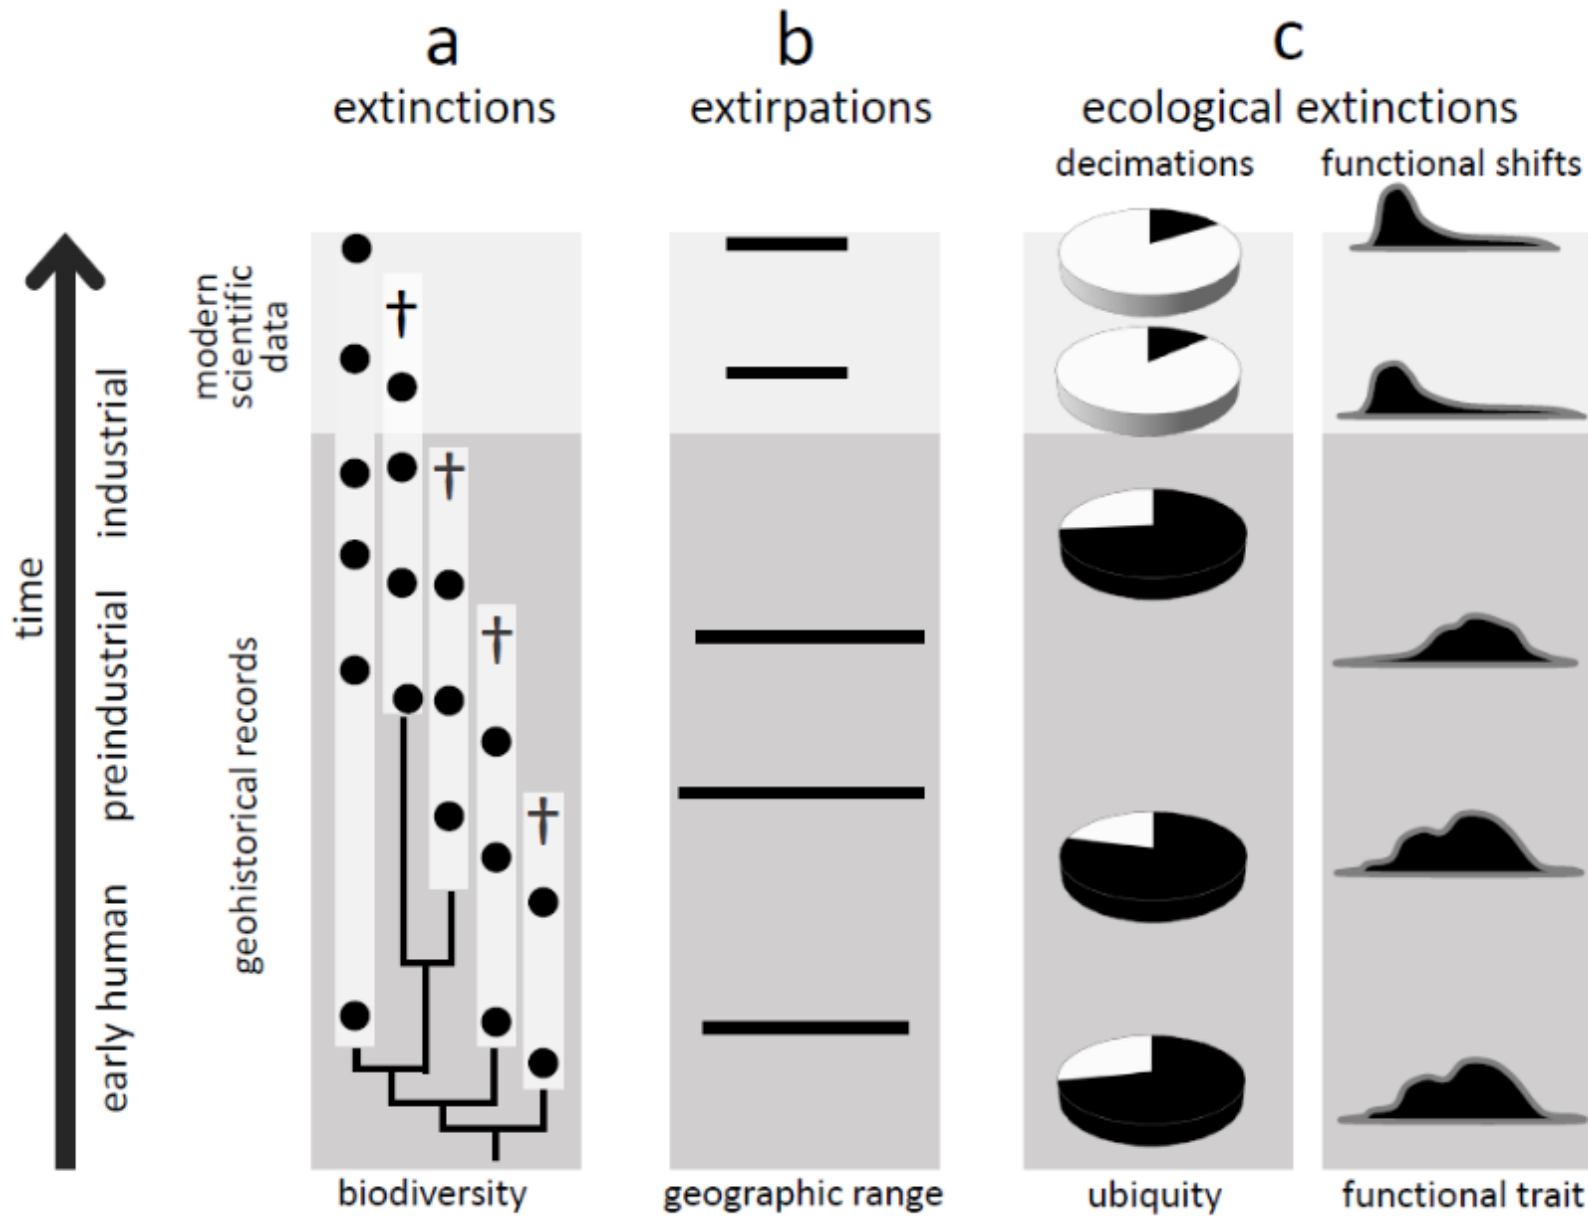 a
b
c
extinctions
extirpations
ecological extinctions
decimations
functional shifts
time
early human
preindustrial
industrial
modern
scientific
data
geohistorical records
†
†
†
†
biodiversity
geographic range
ubiquity
functional trait